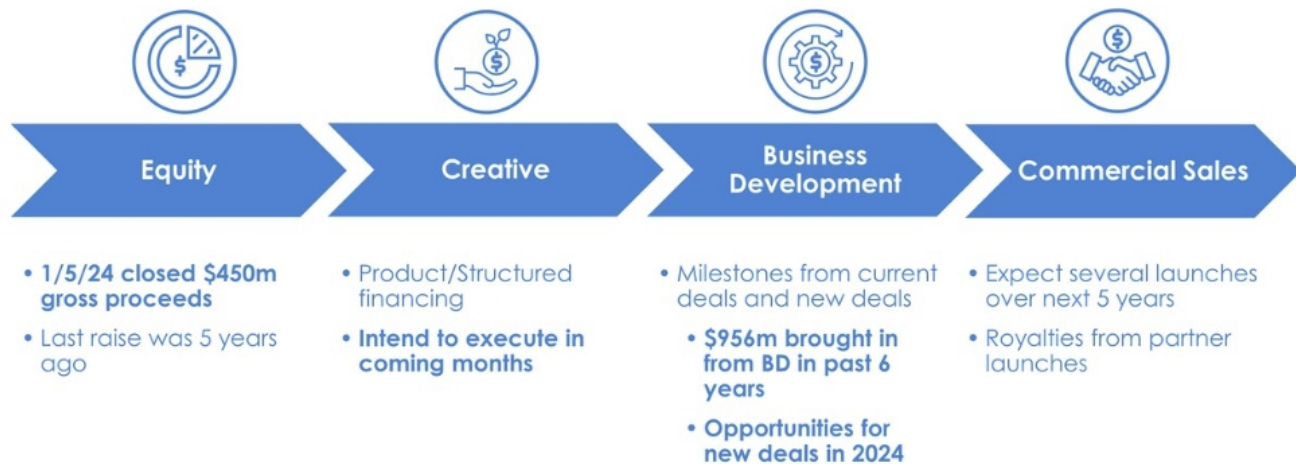 Equity
Creative
Business
Development
Commercial Sales
• 1/5/24 closed $450m
gross proceeds
• Last raise was 5 years
ago
• Product/Structured
financing
• Intend to execute in
coming months
• Milestones from current
deals and new deals
• $956m brought in
from BD in past 6
years
• Opportunities for
new deals in 2024
• Expect several launches
over next 5 years
• Royalties from partner
launches